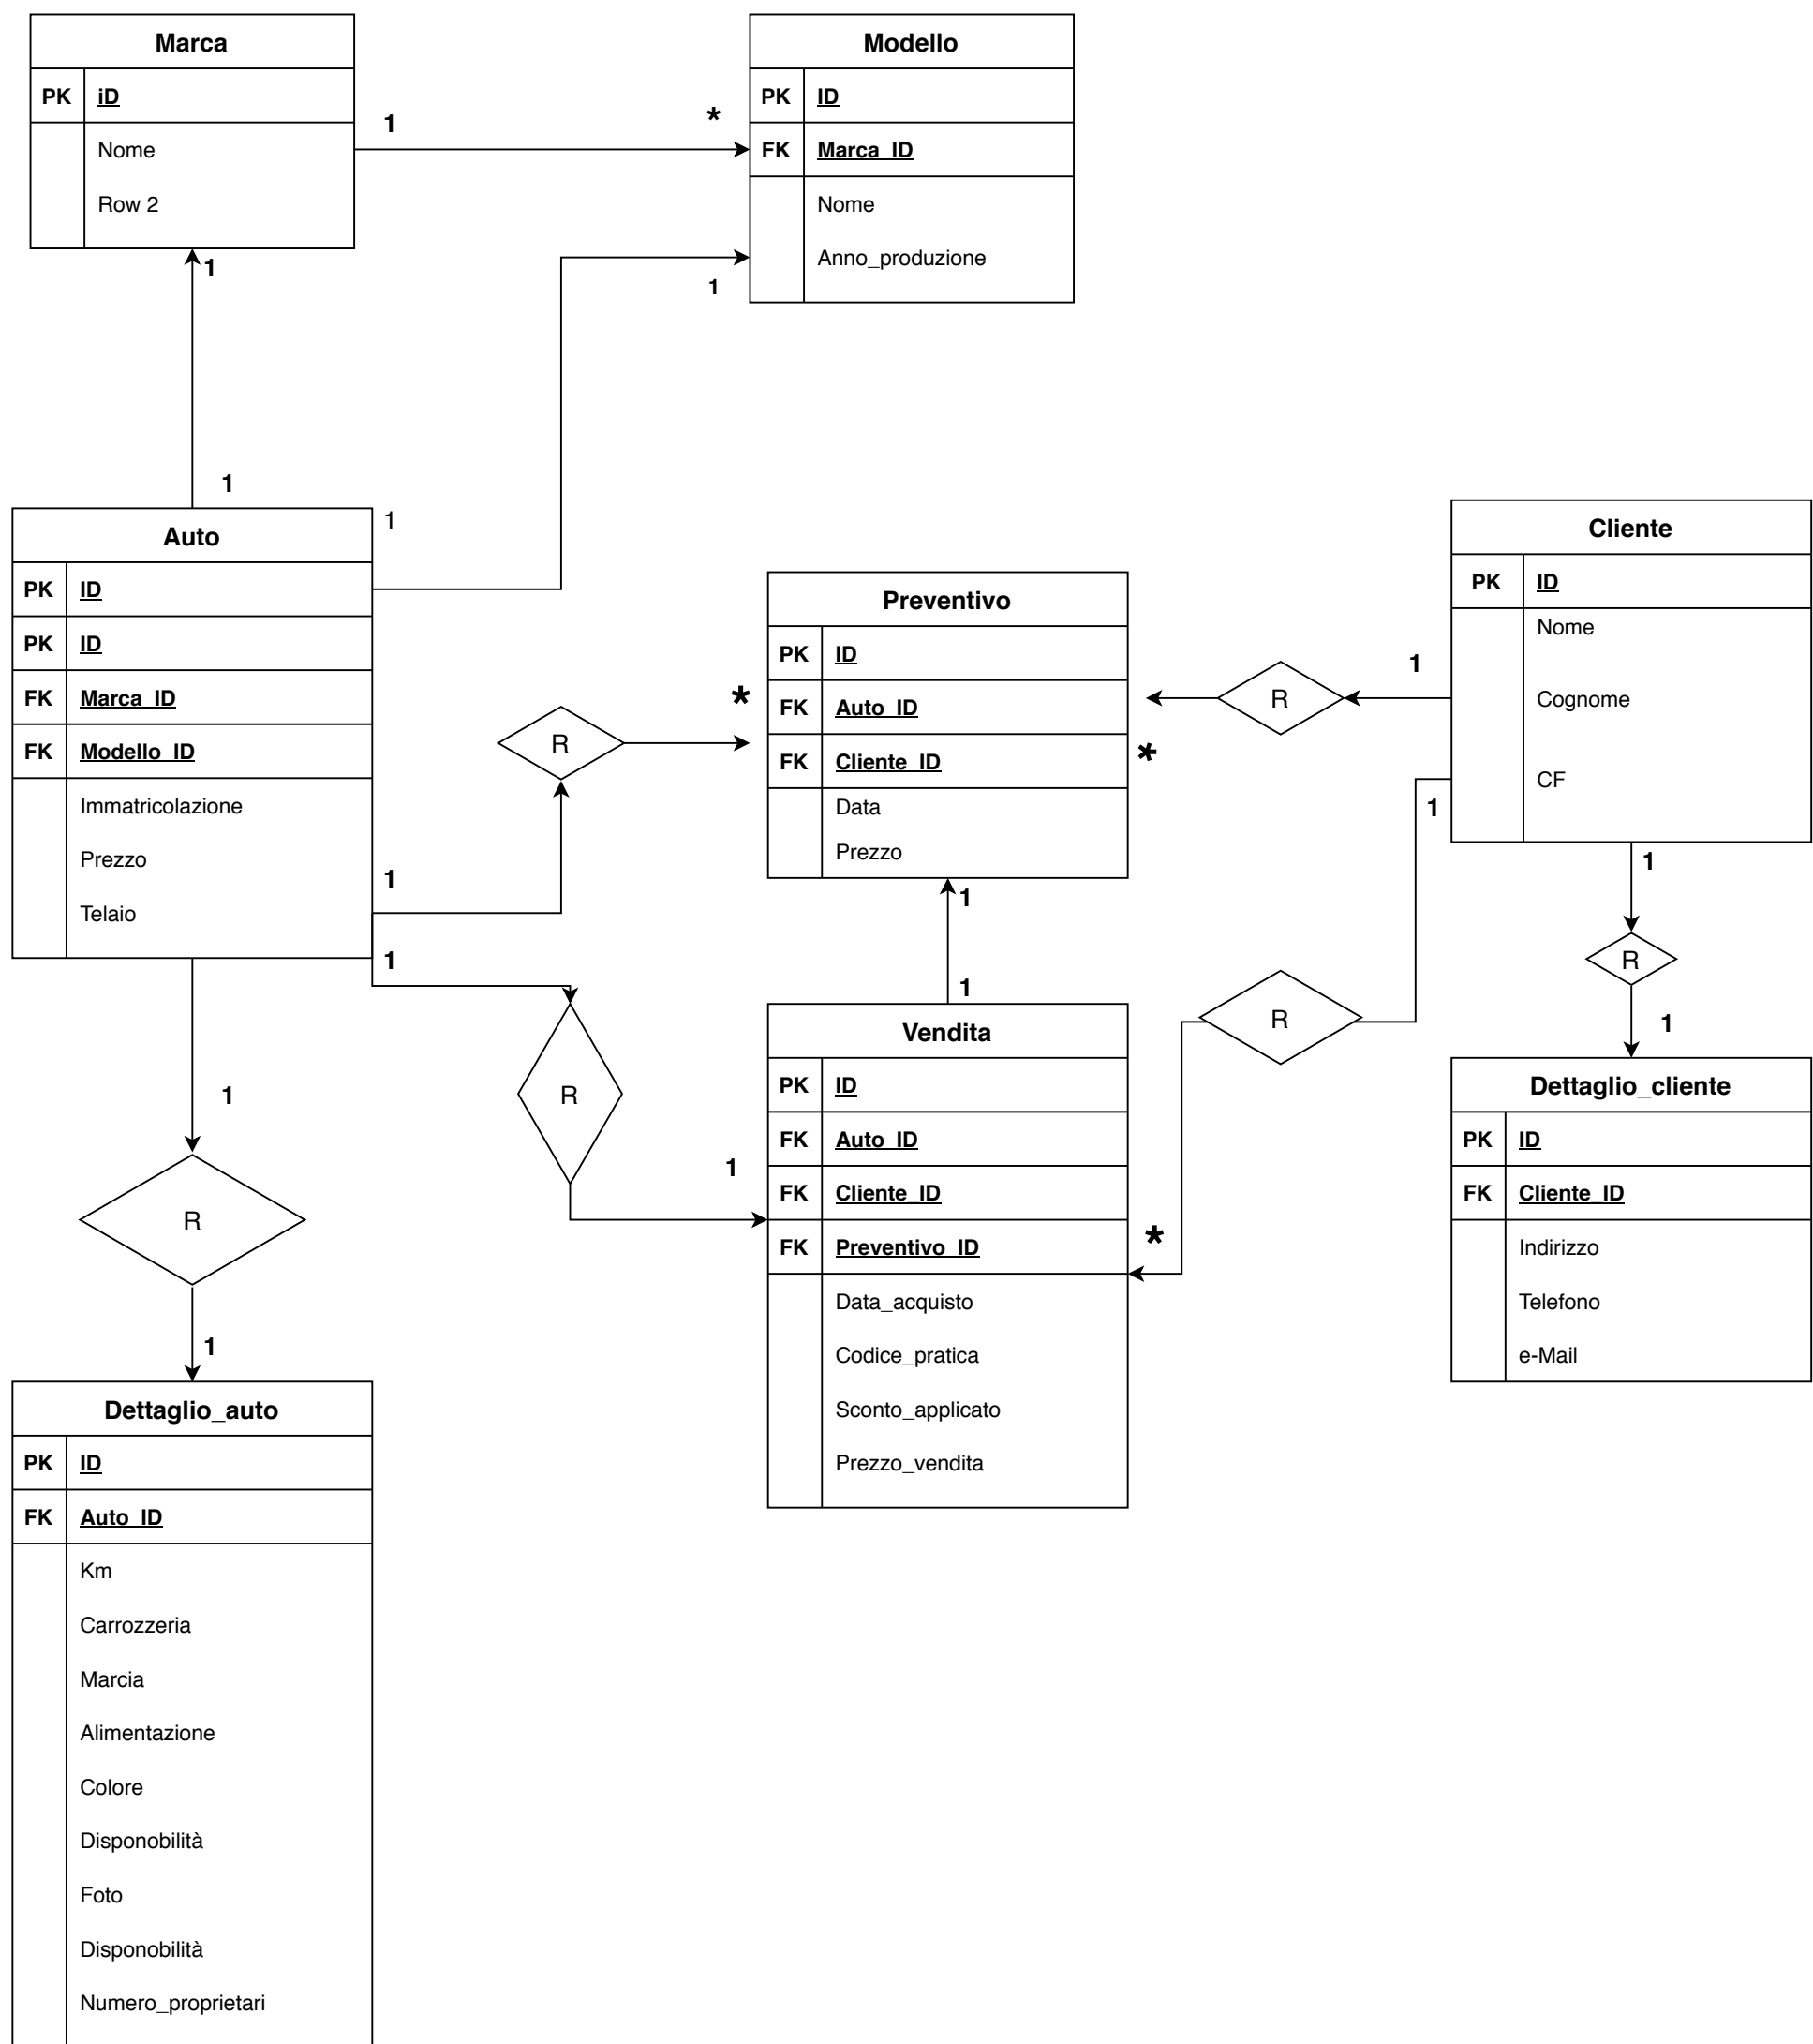 Marca
PK iD
Nome
Row 2
1
*
Modello
PK ID
FK Marca_ID
Nome
Anno_produzione
1
1
1
1
Auto
PK ID
PK ID
FK Marca_ID
FK Modello_ID
Immatricolazione
Prezzo
Telaio
1
R
*
Preventivo
PK ID
FK Auto_ID
FK Cliente_ID
Data
Prezzo
*
R
1
Cliente
PK ID
Nome
Cognome
CF
1
1
R
1
Dettaglio_cliente
PK ID
FK Cliente_ID
Indirizzo
Telefono
e-Mail
1
1
1
R
1
Vendita
PK ID
FK Auto_ID
FK Cliente_ID
FK Preventivo_ID
Data_acquisto
Codice_pratica
Sconto_applicato
Prezzo_vendita
*
R
1
R
1
Dettaglio_auto
PK ID
FK Auto_ID
Km
Carrozzeria
Marcia
Alimentazione
Colore
Disponobilità
Foto
Disponobilità
Numero_proprietari